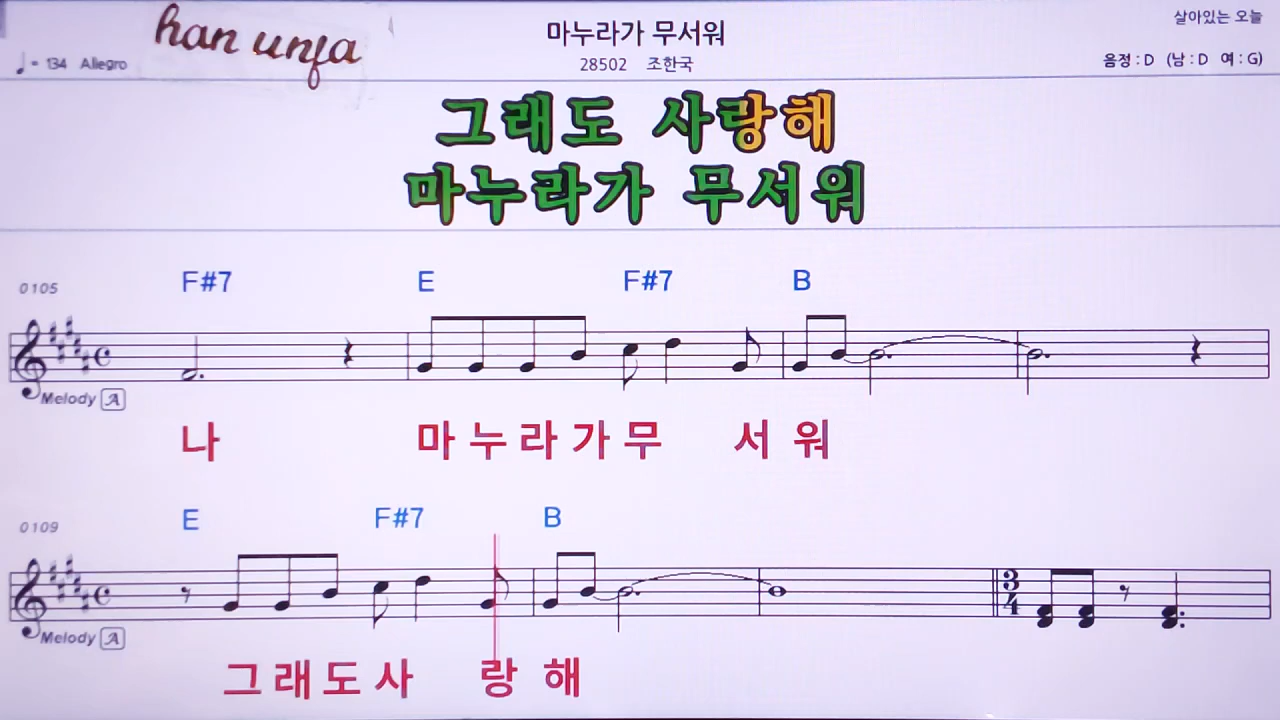 han unfa
마누라가 무서워
살아있는 오늘
♩= 134 Allegro
28502 조한국
음정 : D (남 : D 여 : G)
그래도 사랑해
마누라가 무서워
0105 F#7 E F#7 B
Melody A
나 마누라가무 서 워
0109 E F#7 B
3
4
Melody A
그래도사 랑 해